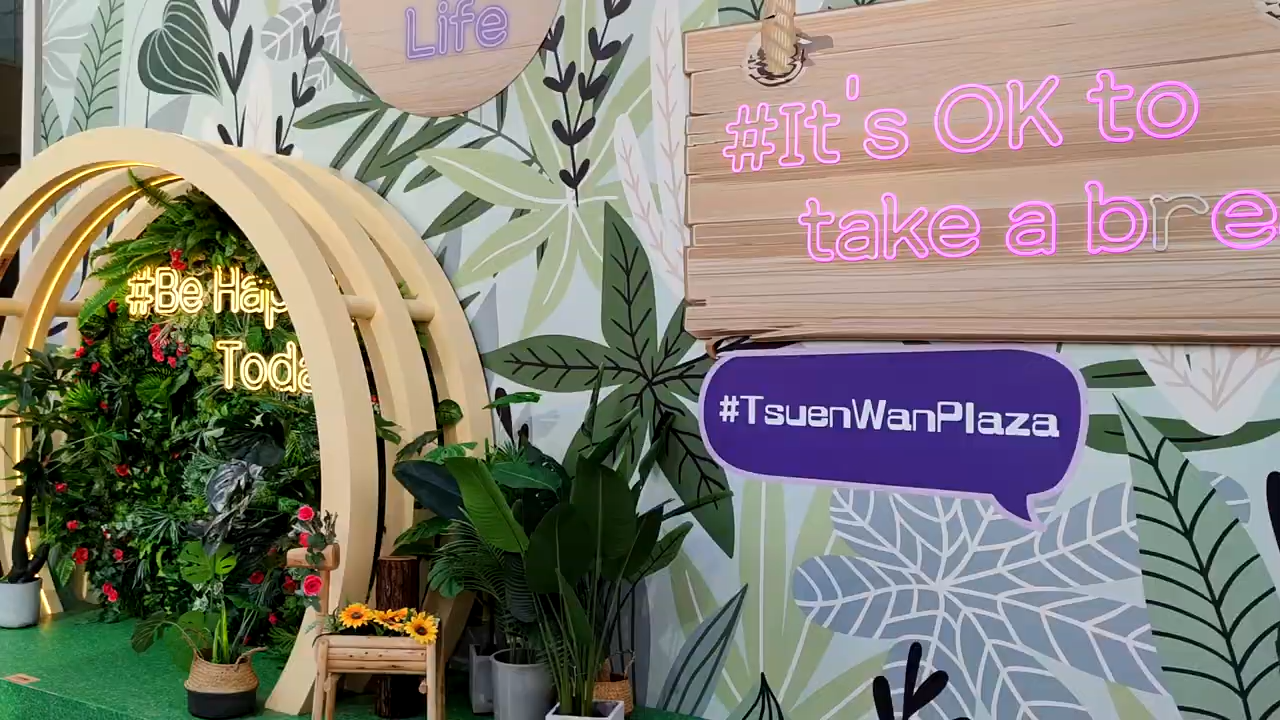 Life
#It's OK to
take a bre
#Be Hap
Toda
#TsuenWanPlaza